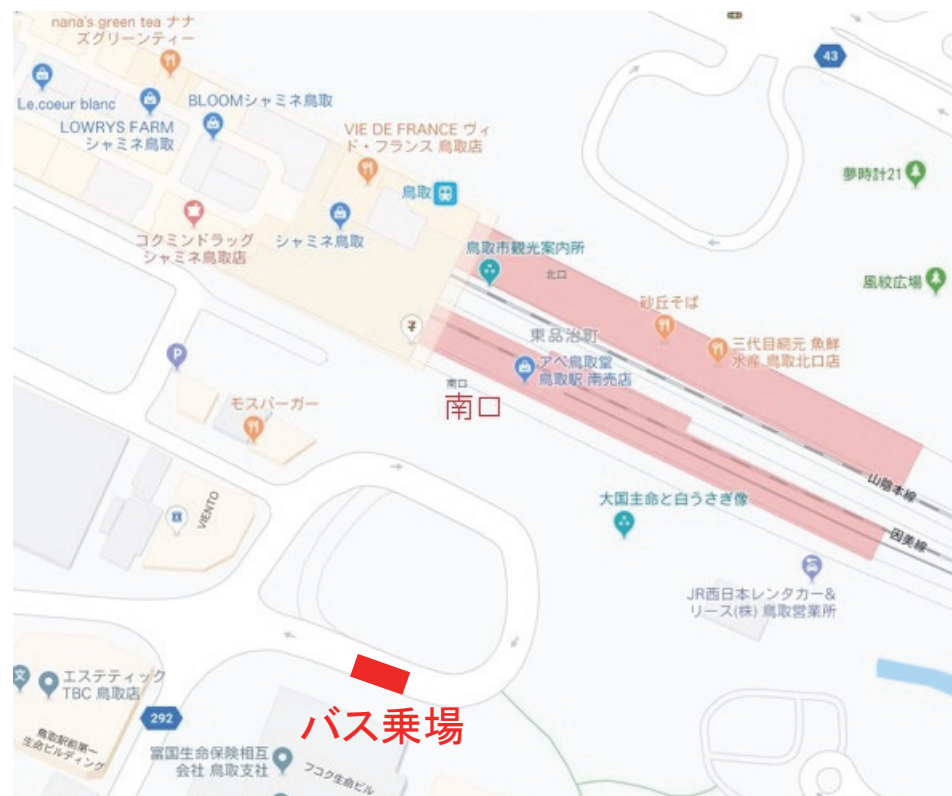 nana's green tea ナナ
ズグリーンティー
43
Le.coeur blanc
BLOOMシャミネ鳥取
LOWRYS FARM
シャミネ鳥取
VIE DE FRANCE ヴィ
ド・フランス 鳥取店
鳥取
夢時計21
コクミンドラッグ
シャミネ鳥取店
シャミネ鳥取
鳥取市観光案内所
北口
風紋広場
砂丘そば
東品治町
三代目網元 魚鮮
水産 鳥取北口店
P
アベ鳥取堂
鳥取駅 南売店
南口
南口
モスバーガー
山陰本線
VIENTO
大国主命と白うさぎ像
因美線
JR西日本レンタカー&
リース(株) 鳥取営業所
文
エステティック
TBC 鳥取店
292
バス乗場
鳥取駅前第一
生命ビルディング
富国生命保険相互
会社 鳥取支社
フコク生命ビル